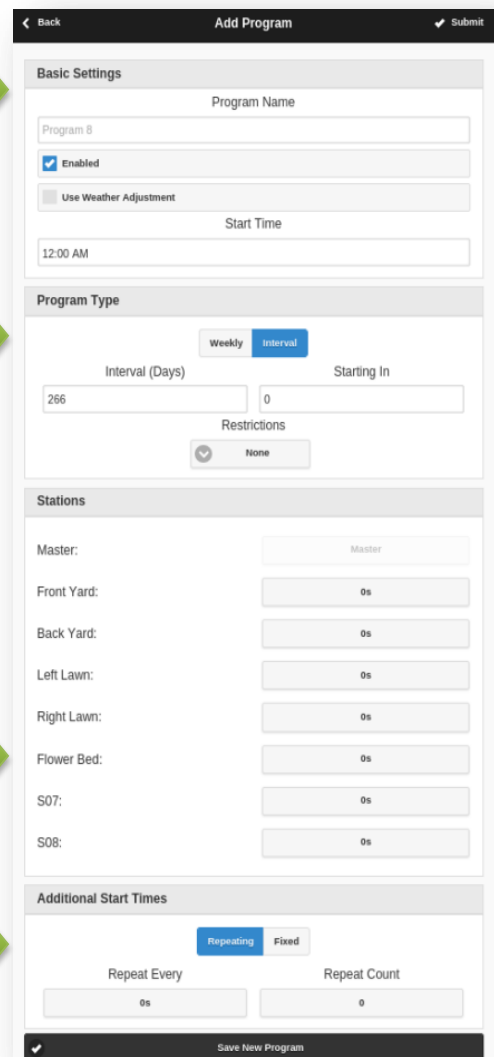 Back Add Program Submit
Basic Settings
Program Name
Program 8
Enabled
Use Weather Adjustment
Start Time
12:00 AM
Program Type
Weekly Interval
Interval (Days) Starting In
266 0
Restrictions
None
Stations
Master: Master
Front Yard: 0s
Back Yard: 0s
Left Lawn: 0s
Right Lawn: 0s
Flower Bed: 0s
S07: 0s
S08: 0s
Additional Start Times
Repeating Fixed
Repeat Every Repeat Count
0s 0
Save New Program